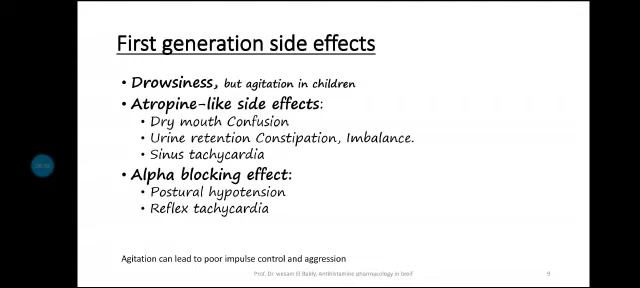 First generation side effects
• Drowsiness, but agitation in children
• Atropine-like side effects:
• Dry mouth Confusion
• Urine retention Constipation, Imbalance.
• Sinus tachycardia
• Alpha blocking effect:
• Postural hypotension
• Reflex tachycardia
Agitation can lead to poor impulse control and aggression
Prof. Dr. wesam El Bakly, Antihistamine pharmacology in breif
9